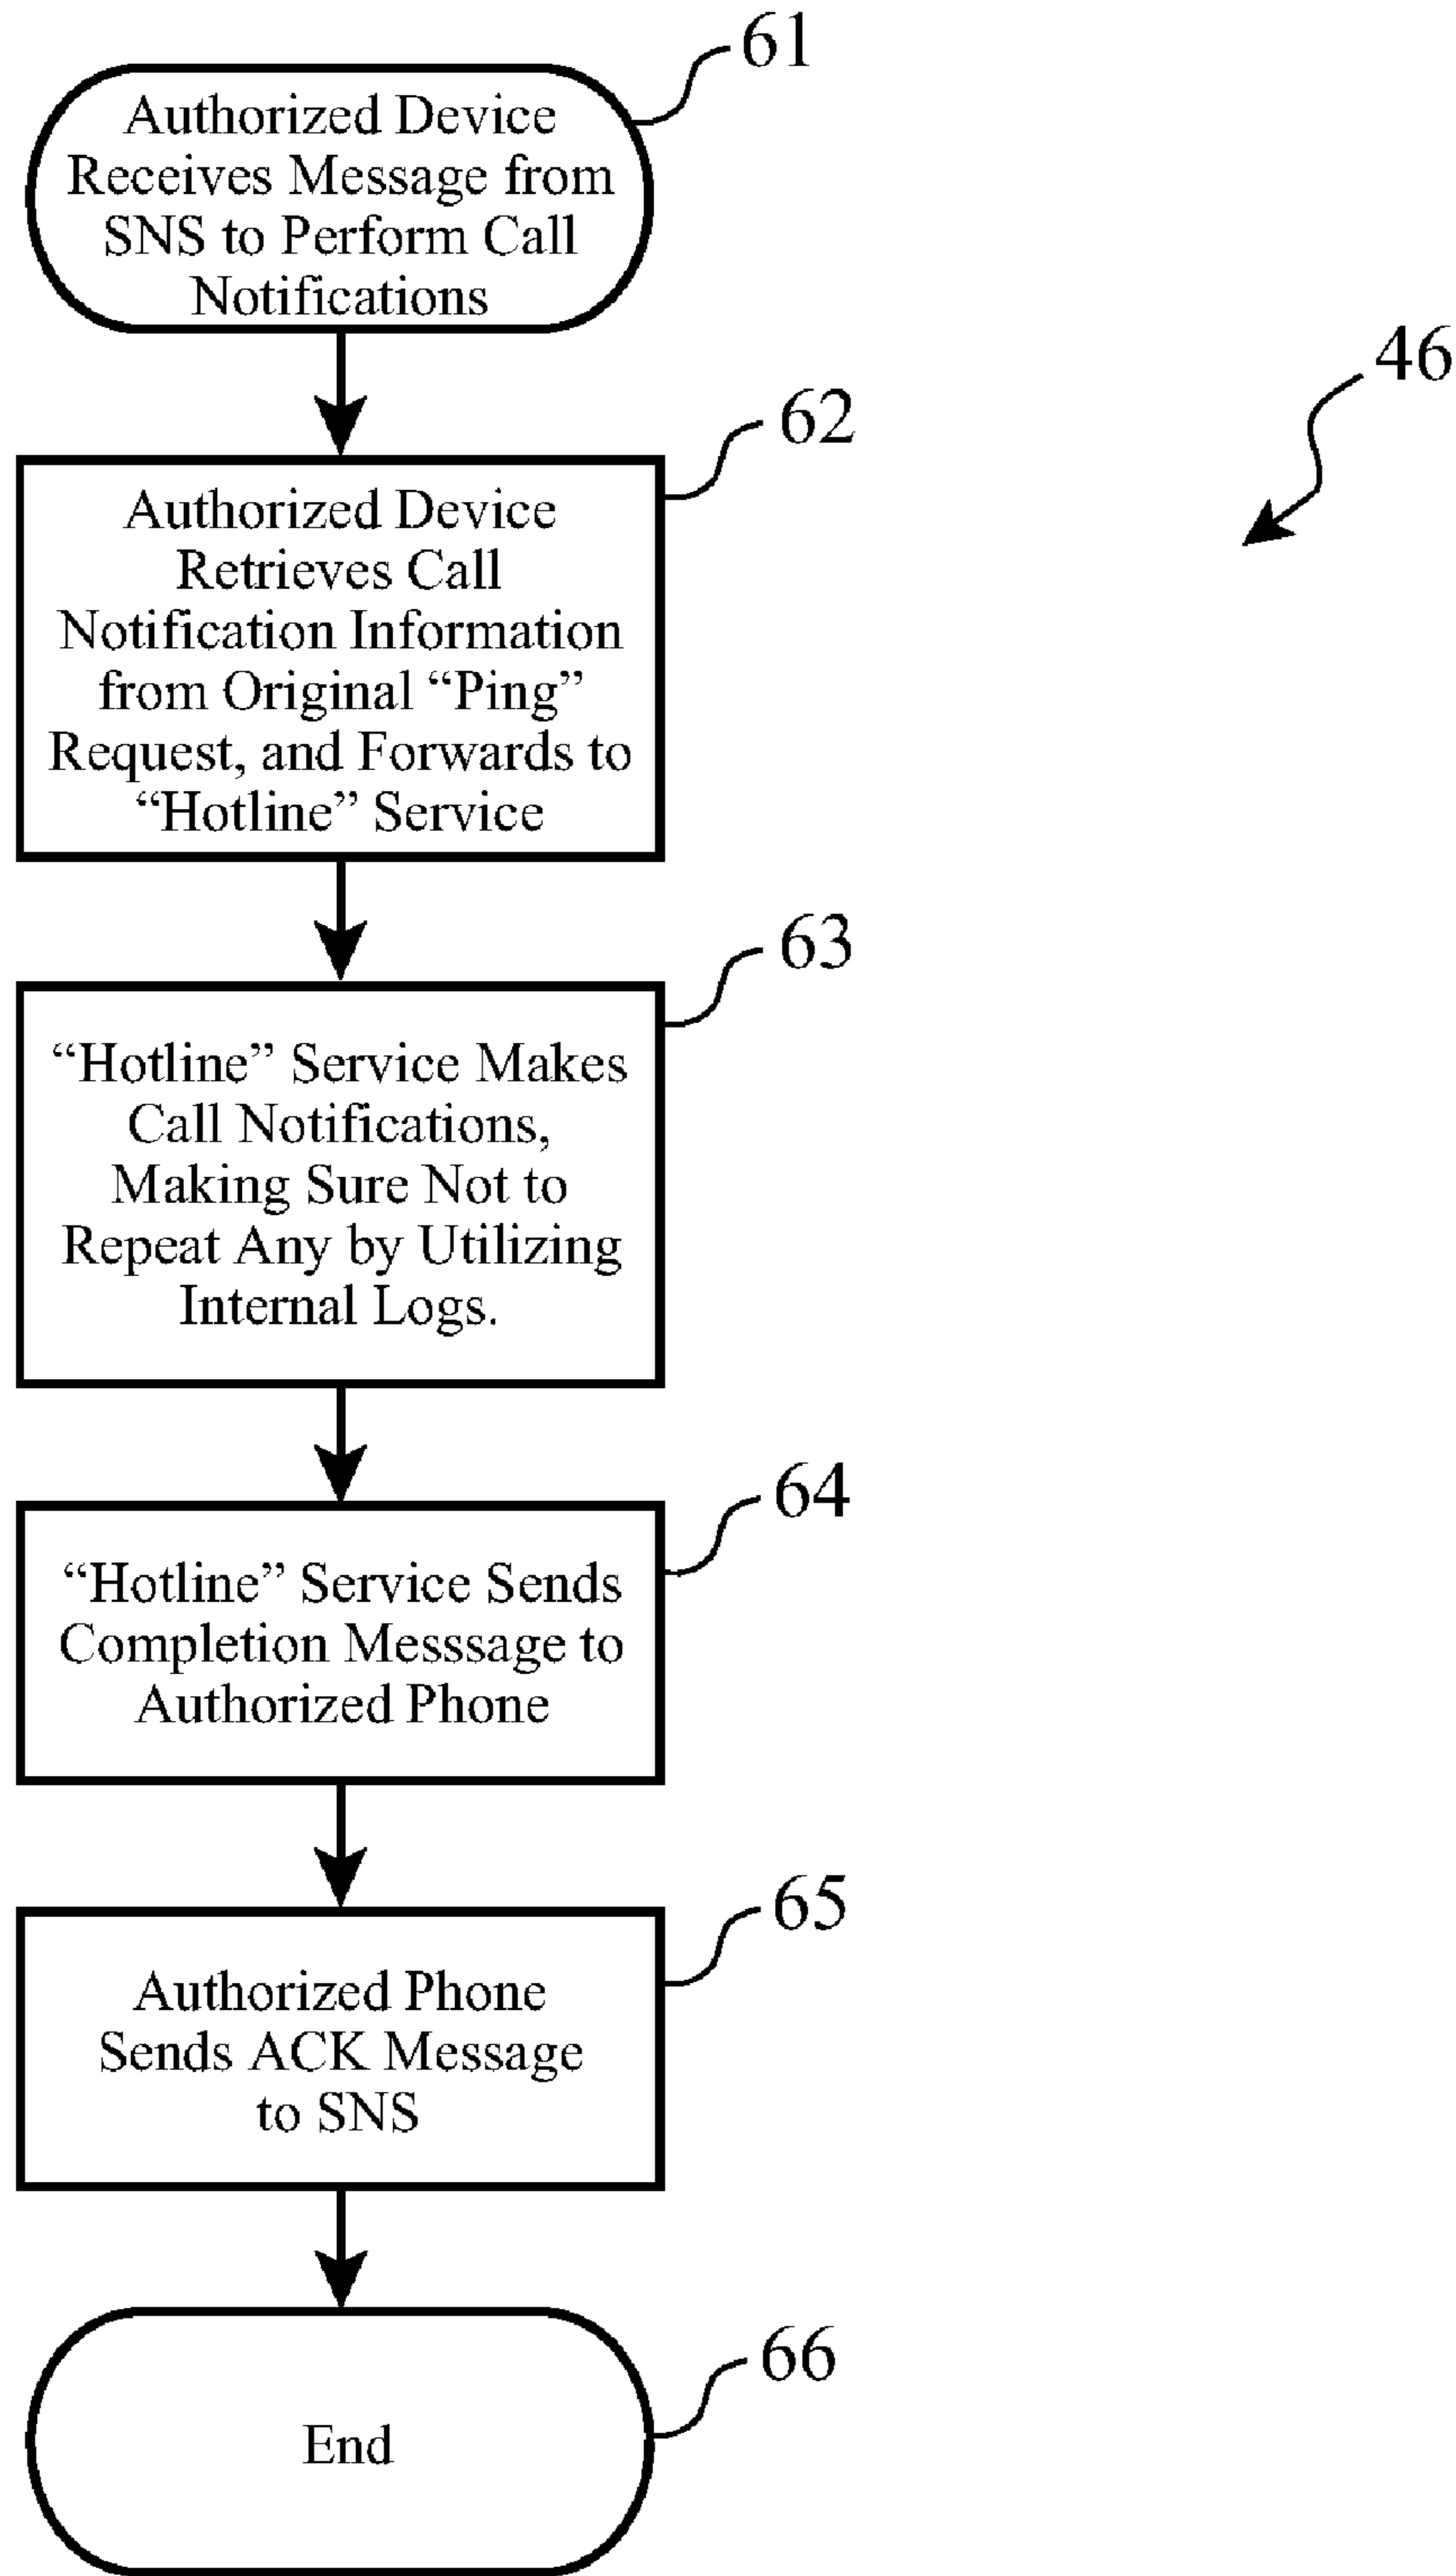 61
Authorized Device
Receives Message from
SNS to Perform Call
Notifications
46
62
Authorized Device
Retrieves Call
Notification Information
from Original “Ping”
Request, and Forwards to
“Hotline” Service
63
“Hotline” Service Makes
Call Notifications,
Making Sure Not to
Repeat Any by Utilizing
Internal Logs.
64
“Hotline” Service Sends
Completion Messsage to
Authorized Phone
65
Authorized Phone
Sends ACK Message
to SNS
66
End